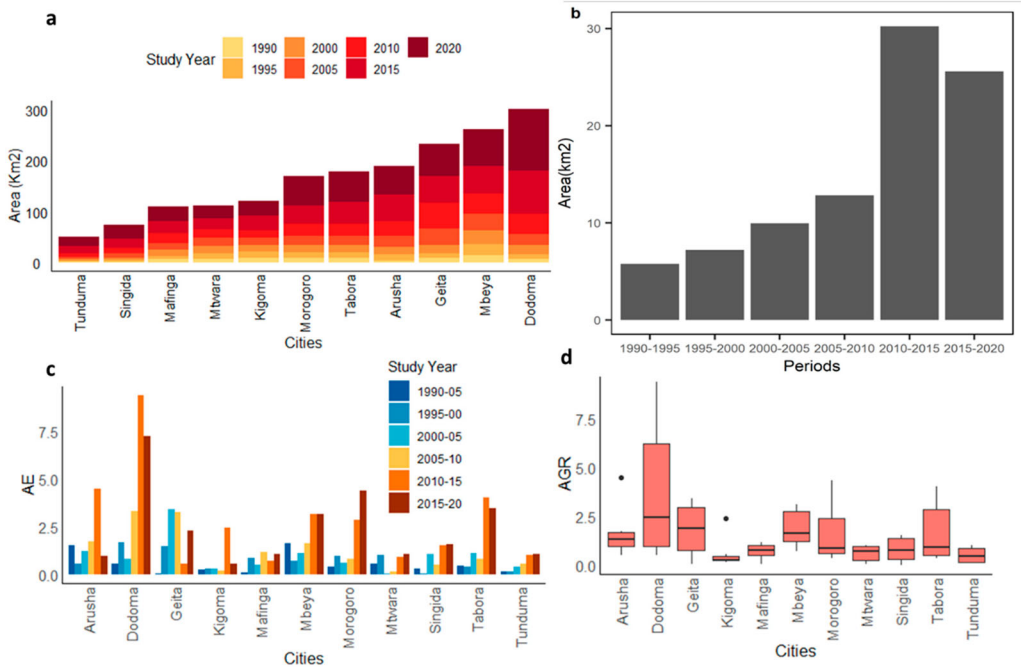 a
Study Year
1990
2000
2010
2020
1995
2005
2015
Area (Km2)
300
200
100
0
Tunduma
Singida
Mafinga
Mtwara
Kigoma
Morogoro
Tabora
Arusha
Geita
Mbeya
Dodoma
Cities
b
Area(km2)
30
20
10
0
1990-1995
1995-2000
2000-2005
2005-2010
2010-2015
2015-2020
Periods
c
Study Year
1990-05
1995-00
2000-05
2005-10
2010-15
2015-20
AE
7.5
5.0
2.5
0.0
Arusha
Dodoma
Geita
Kigoma
Mafinga
Mbeya
Morogoro
Mtwara
Singida
Tabora
Tunduma
Cities
d
AGR
7.5
5.0
2.5
0.0
Arusha
Dodoma
Geita
Kigoma
Mafinga
Mbeya
Morogoro
Mtwara
Singida
Tabora
Tunduma
Cities